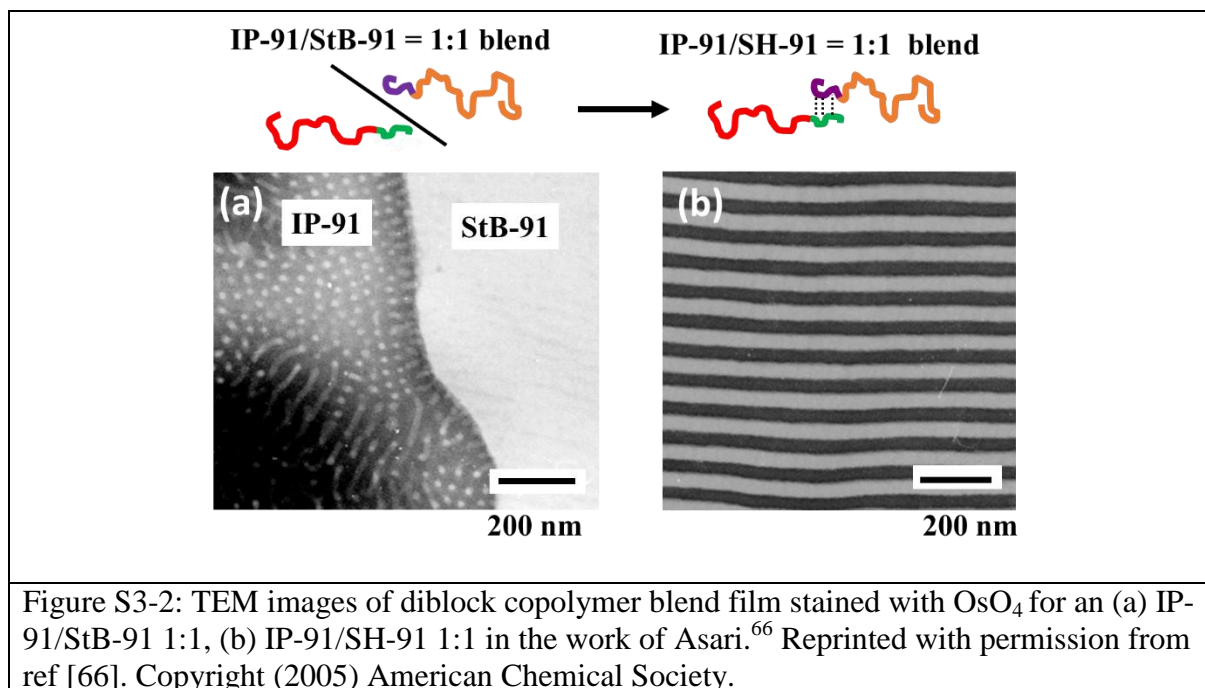 IP-91/StB-91 = 1:1 blend
IP-91/SH-91 = 1:1 blend
(a)
IP-91
StB-91
200 nm
(b)
200 nm
Figure S3-2: TEM images of diblock copolymer blend film stained with OsO4 for an (a) IP-
91/StB-91 1:1, (b) IP-91/SH-91 1:1 in the work of Asari.66 Reprinted with permission from
ref [66]. Copyright (2005) American Chemical Society.